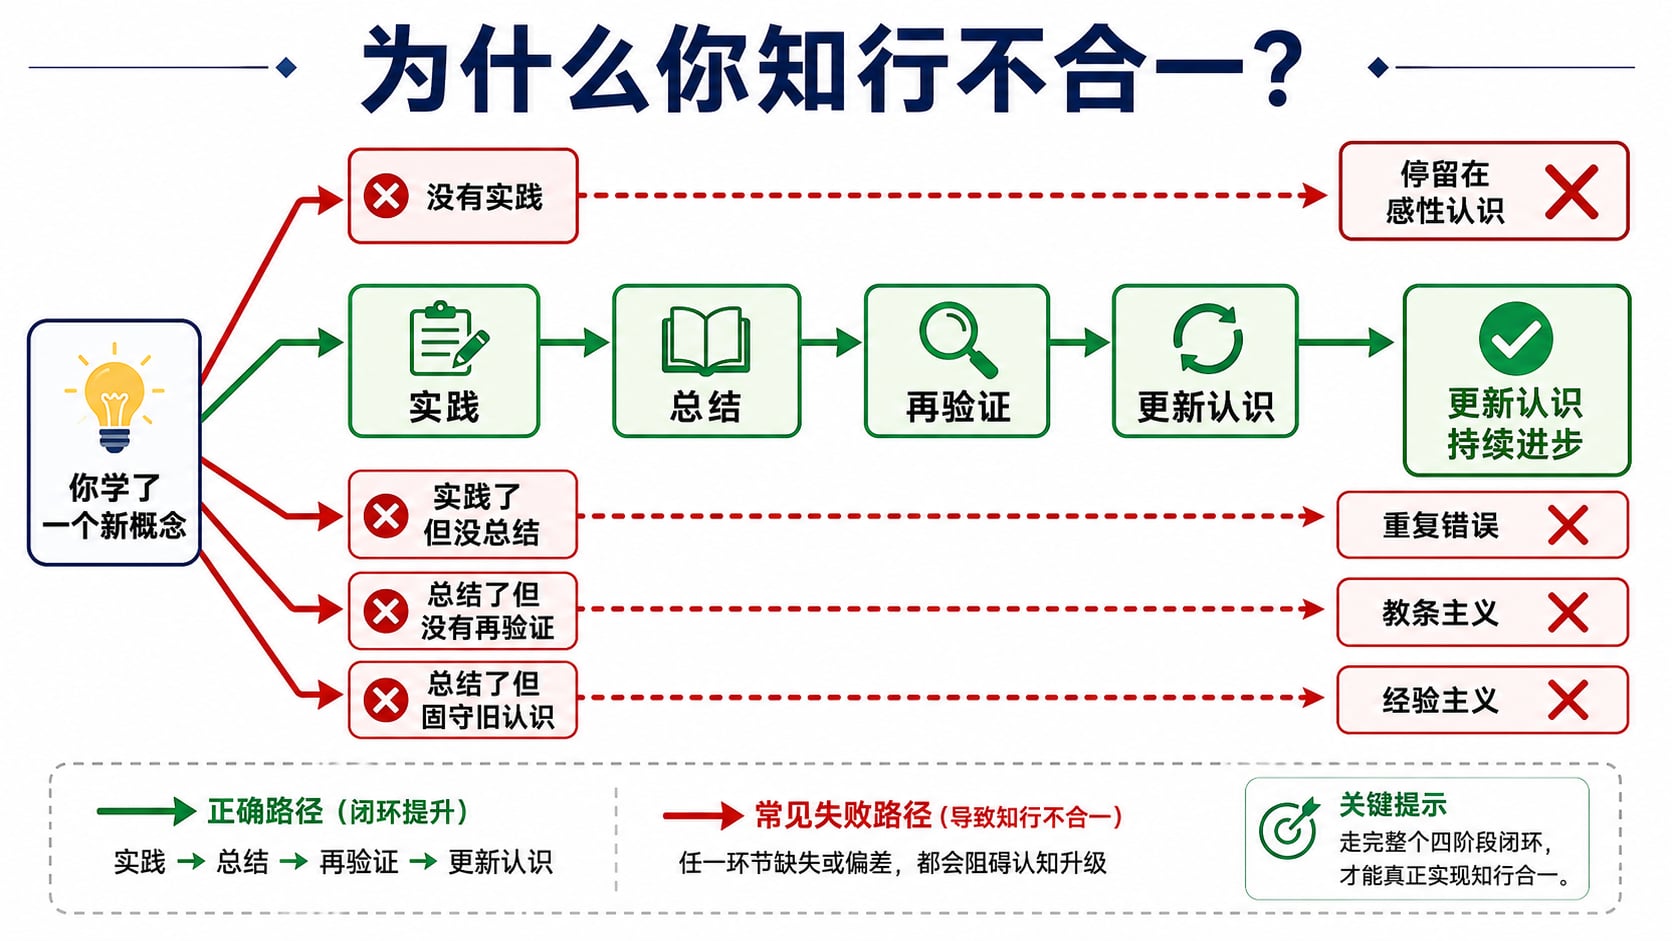 为什么你知行不合一？
没有实践
停留在
感性认识
你学了
一个新概念
实践
总结
再验证
更新认识
更新认识
持续进步
实践了
但没总结
重复错误
总结了但
没有再验证
教条主义
总结了但
固守旧认识
经验主义
正确路径（闭环提升）
实践 → 总结 → 再验证 → 更新认识
常见失败路径（导致知行不合一）
任一环节缺失或偏差，都会阻碍认知升级
关键提示
走完整个四阶段闭环，
才能真正实现知行合一。